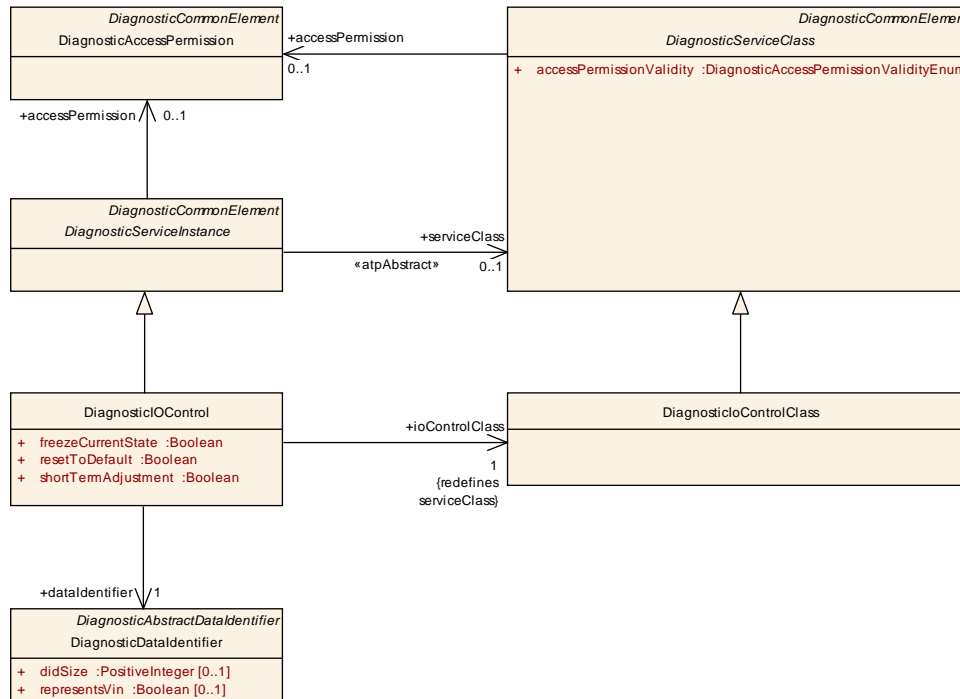 DiagnosticCommonElement
DiagnosticAccessPermission
DiagnosticCommonElem
DiagnosticServiceClass
+ accessPermissionValidity :DiagnosticAccessPermissionValidityEnum
+accessPermission
0..1
+accessPermission
0..1
DiagnosticCommonElement
DiagnosticServiceInstance
+serviceClass
«atpAbstract»
0..1
DiagnosticIOControl
+ freezeCurrentState :Boolean
+ resetToDefault :Boolean
+ shortTermAdjustment :Boolean
+ioControlClass
1
{redefines
serviceClass}
DiagnosticIoControlClass
+dataIdentifier
1
DiagnosticAbstractDataIdentifier
DiagnosticDataIdentifier
+ didSize :PositiveInteger [0..1]
+ representsVin :Boolean [0..1]